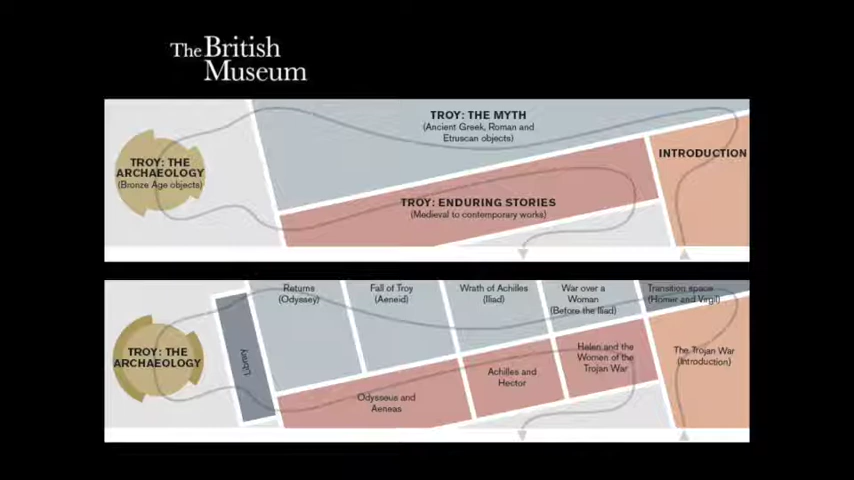 The British
Museum
TROY: THE MYTH
(Ancient Greek, Roman and
Etruscan objects)
INTRODUCTION
TROY: THE
ARCHAEOLOGY
(Bronze Age objects)
TROY: ENDURING STORIES
(Medieval to contemporary works)
Returns
(Odyssey)
Fall of Troy
(Aeneid)
Wrath of Achilles
(Iliad)
War over a
Woman
(Before the Iliad)
Transition space
(Homer and Virgil)
TROY: THE
ARCHAEOLOGY
Library
Helen and the
Women of the
Trojan War
The Trojan War
(Introduction)
Achilles and
Hector
Odysseus and
Aeneas